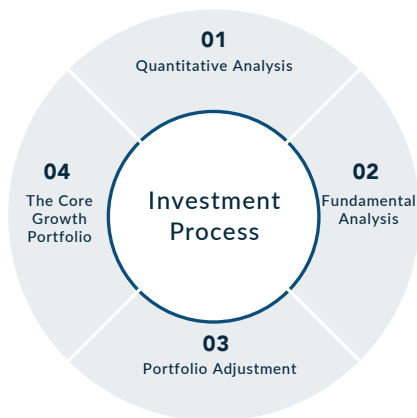 01
Quantitative Analysis
02
Fundamental
Analysis
03
Portfolio Adjustment
04
The Core
Growth
Portfolio
Investment
Process